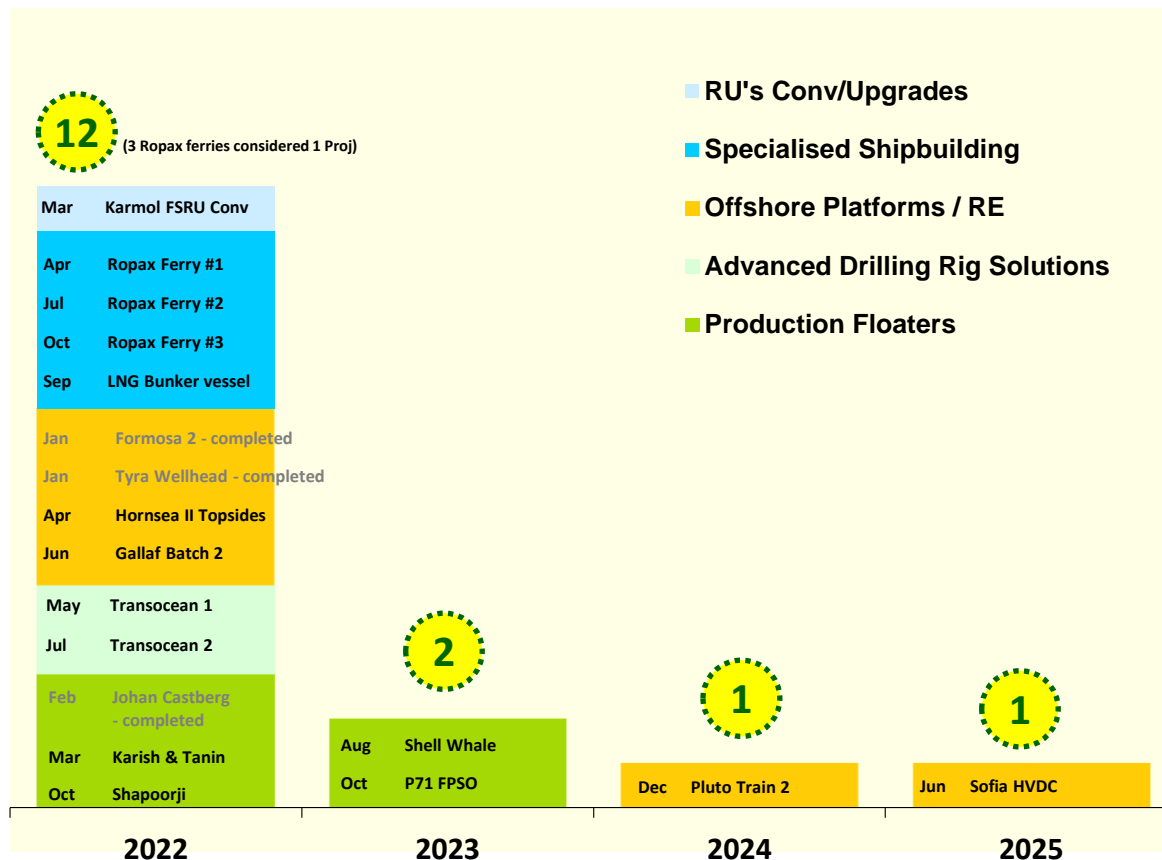 RU's Conv/Upgrades
Specialised Shipbuilding
Offshore Platforms / RE
Advanced Drilling Rig Solutions
Production Floaters
12 (3 Ropax ferries considered 1 Proj)
Mar Karmol FSRU Conv
Apr Ropax Ferry #1
Jul Ropax Ferry #2
Oct Ropax Ferry #3
Sep LNG Bunker vessel
Jan Formosa 2 - completed
Jan Tyra Wellhead - completed
Apr Hornsea II Topsides
Jun Gallaf Batch 2
May Transocean 1
Jul Transocean 2
Feb Johan Castberg
- completed
Mar Karish & Tanin
Oct Shapoorji
2
Aug Shell Whale
Oct P71 FPSO
1
Dec Pluto Train 2
1
Jun Sofia HVDC
2022 2023 2024 2025